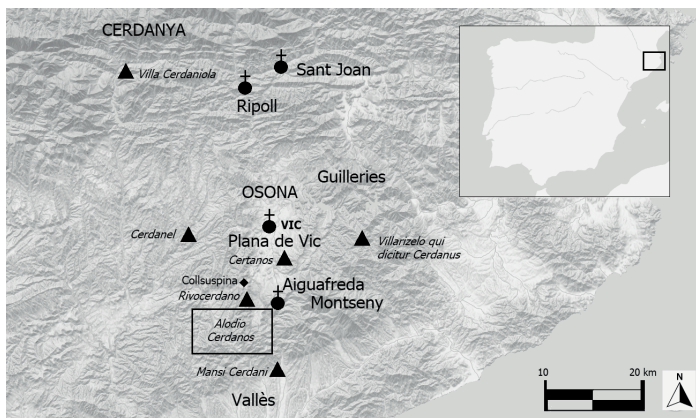 CERDANYA
Villa Cerdaniola
Sant Joan
Ripoll
Guilleries
OSONA
VIC
Cerdanel
Plana de Vic
Villarizelo qui
dicitur Cerdanus
Certanos
Collsuspina
Aiguafreda
Rivocerdano
Montseny
Alodio
Cerdanos
Mansi Cerdani
Vallès
10
20 km
N